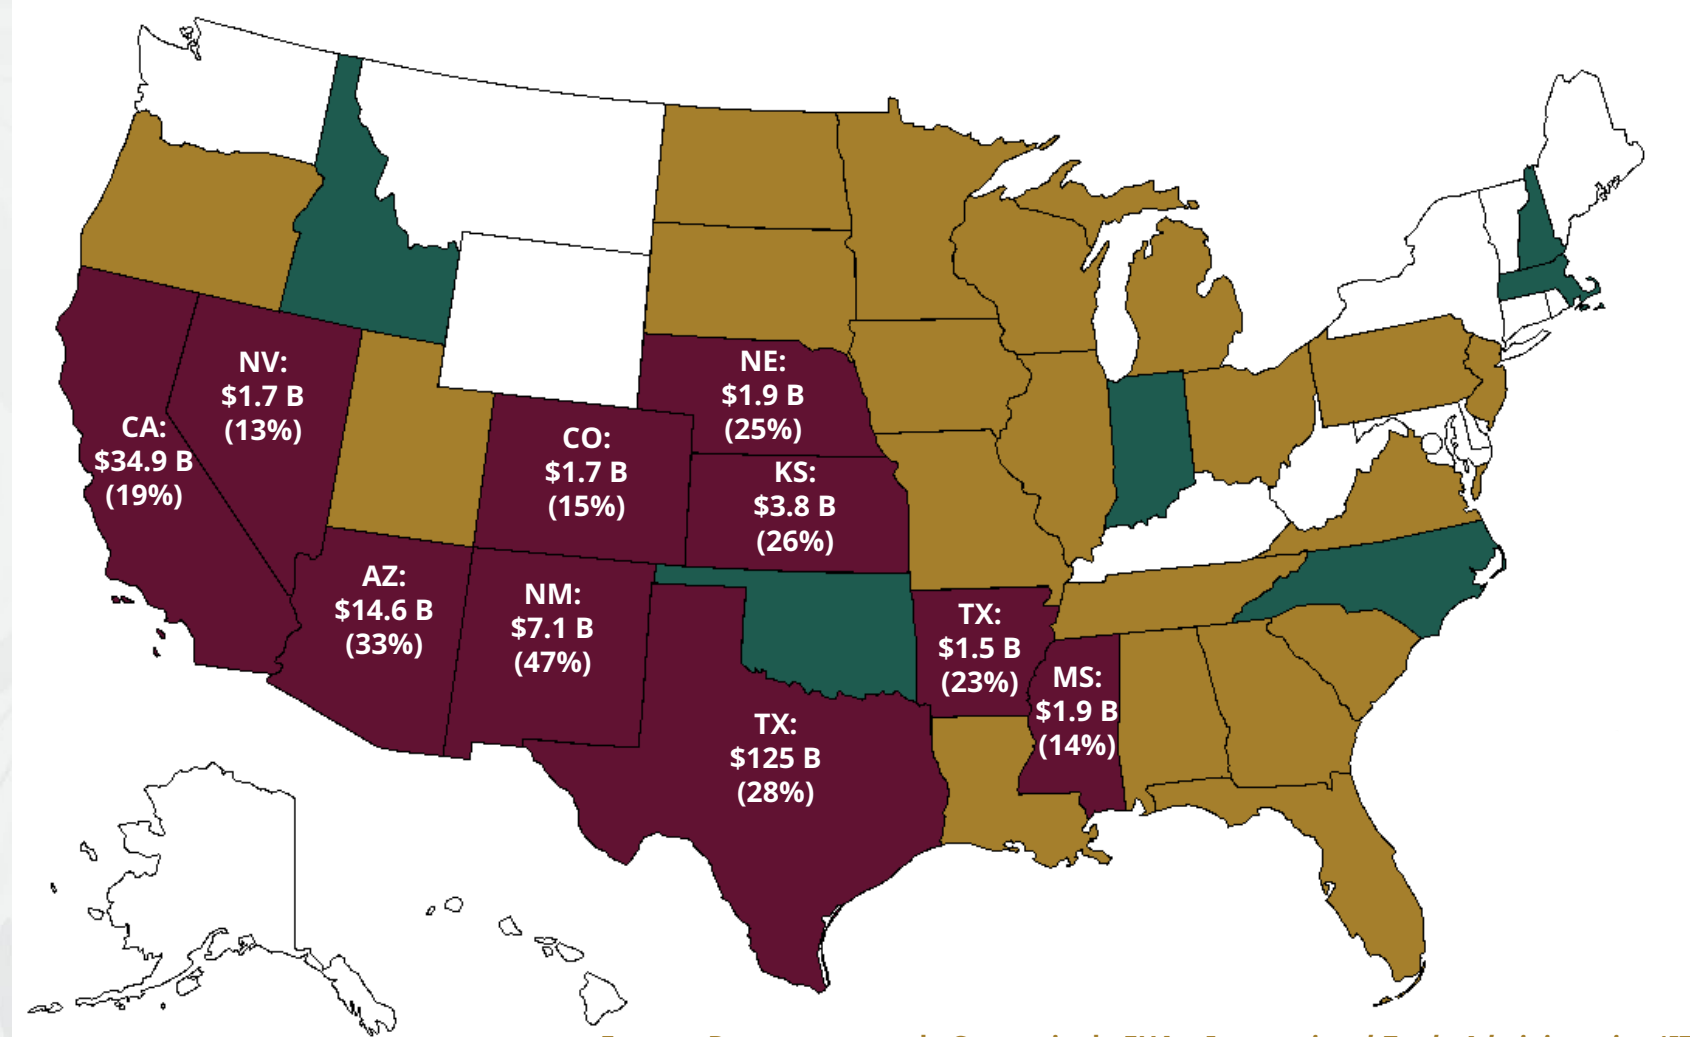 NV:
$1.7 B
(13%)
CA:
$34.9 B
(19%)
NE:
$1.9 B
(25%)
CO:
$1.7 B
(15%)
KS:
$3.8 B
(26%)
AZ:
$14.6 B
(33%)
NM:
$7.1 B
(47%)
TX:
$1.5 B
(23%)
MS:
$1.9 B
(14%)
TX:
$125 B
(28%)